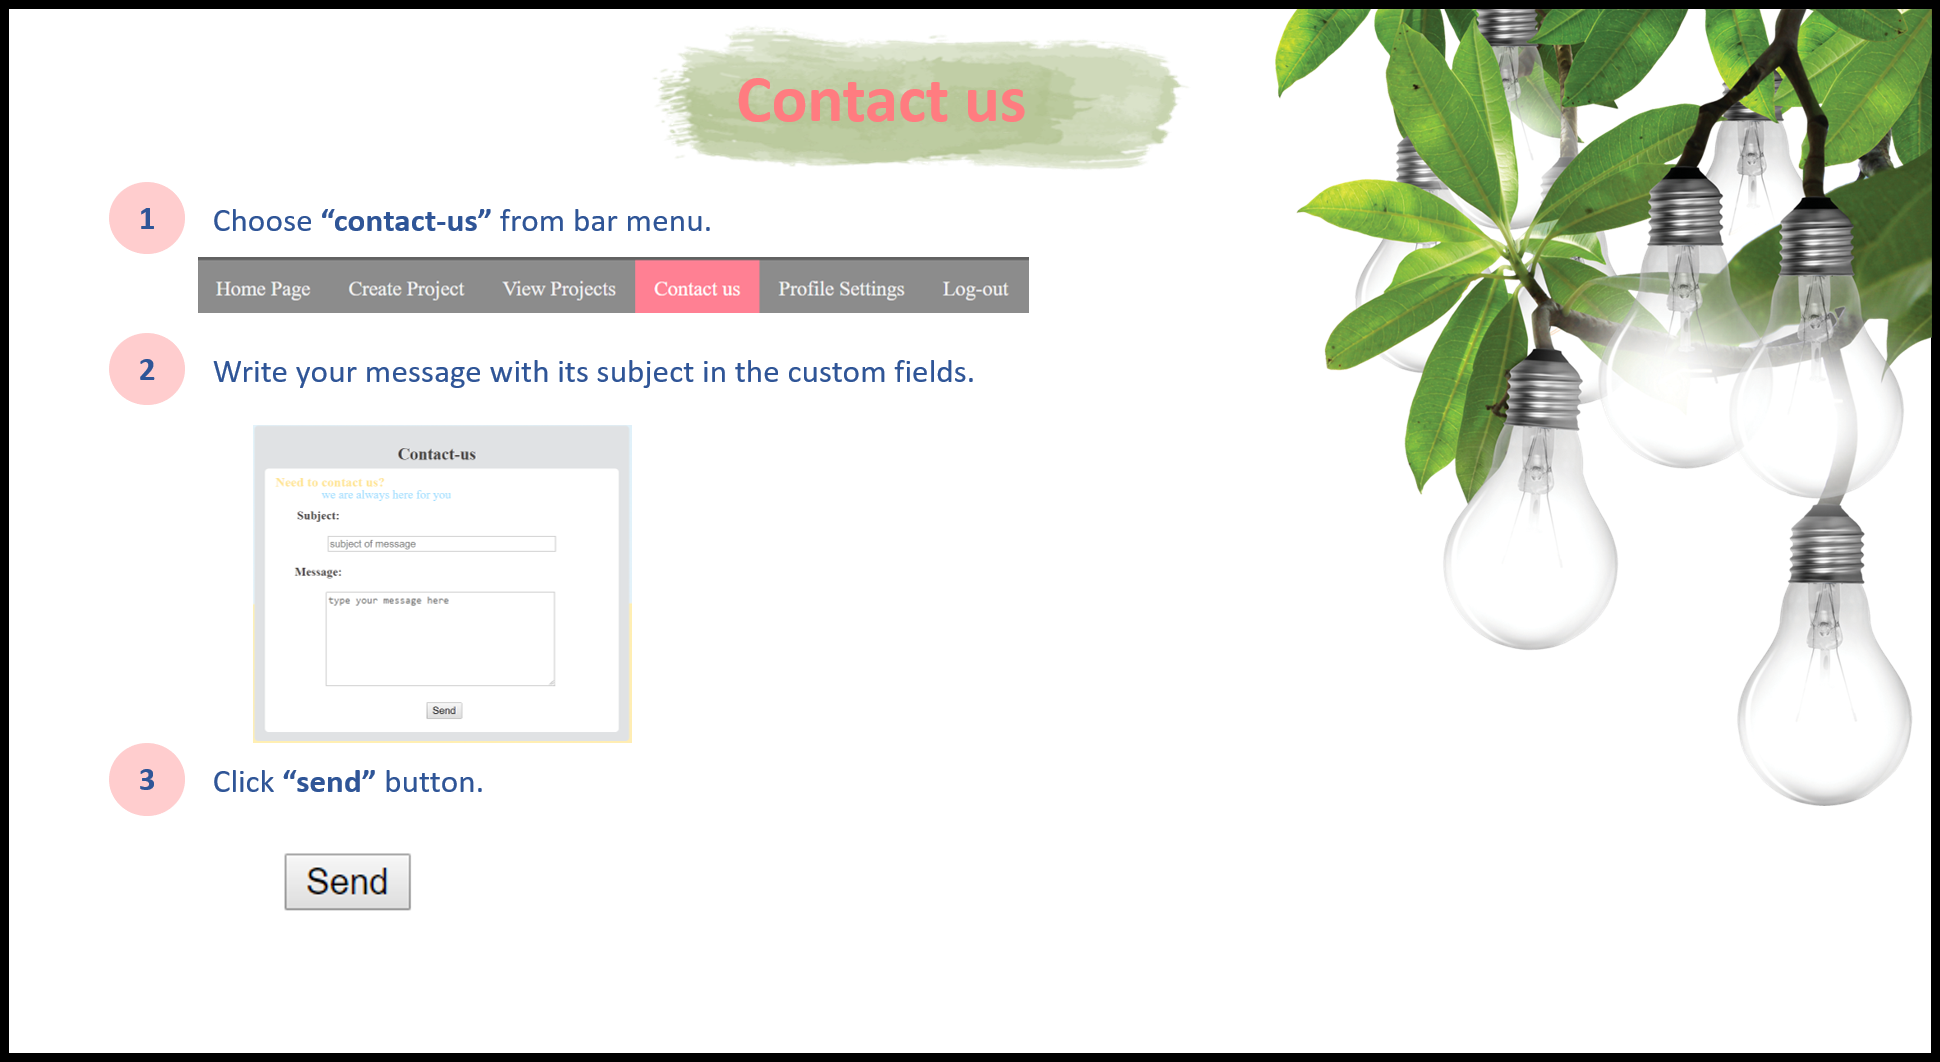 Contact us
1
Choose “contact-us” from bar menu.
Home Page Create Project View Projects Contact us Profile Settings Log-out
2
Write your message with its subject in the custom fields.
Contact-us
Need to contact us?
we are always here for you
Subject:
subject of message
Message:
type your message here
Send
3
Click “send” button.
Send